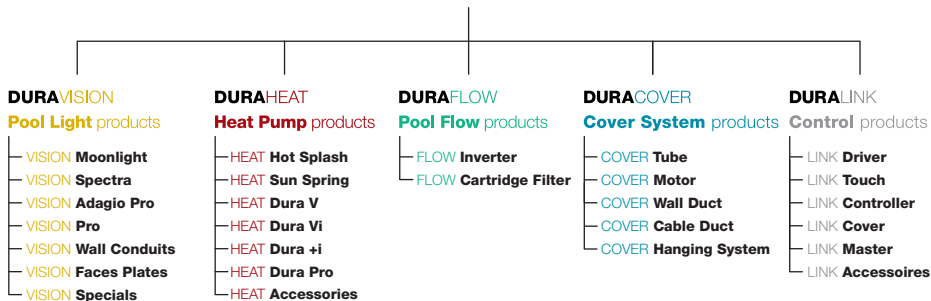 DURAVISION
Pool Light products
VISION Moonlight
VISION Spectra
VISION Adagio Pro
VISION Pro
VISION Wall Conduits
VISION Faces Plates
VISION Specials
DURAHEAT
Heat Pump products
HEAT Hot Splash
HEAT Sun Spring
HEAT Dura V
HEAT Dura Vi
HEAT Dura +i
HEAT Dura Pro
HEAT Accessories
DURAFLOW
Pool Flow products
FLOW Inverter
FLOW Cartridge Filter
DURACOVER
Cover System products
COVER Tube
COVER Motor
COVER Wall Duct
COVER Cable Duct
COVER Hanging System
DURALINK
Control products
LINK Driver
LINK Touch
LINK Controller
LINK Cover
LINK Master
LINK Accessoires